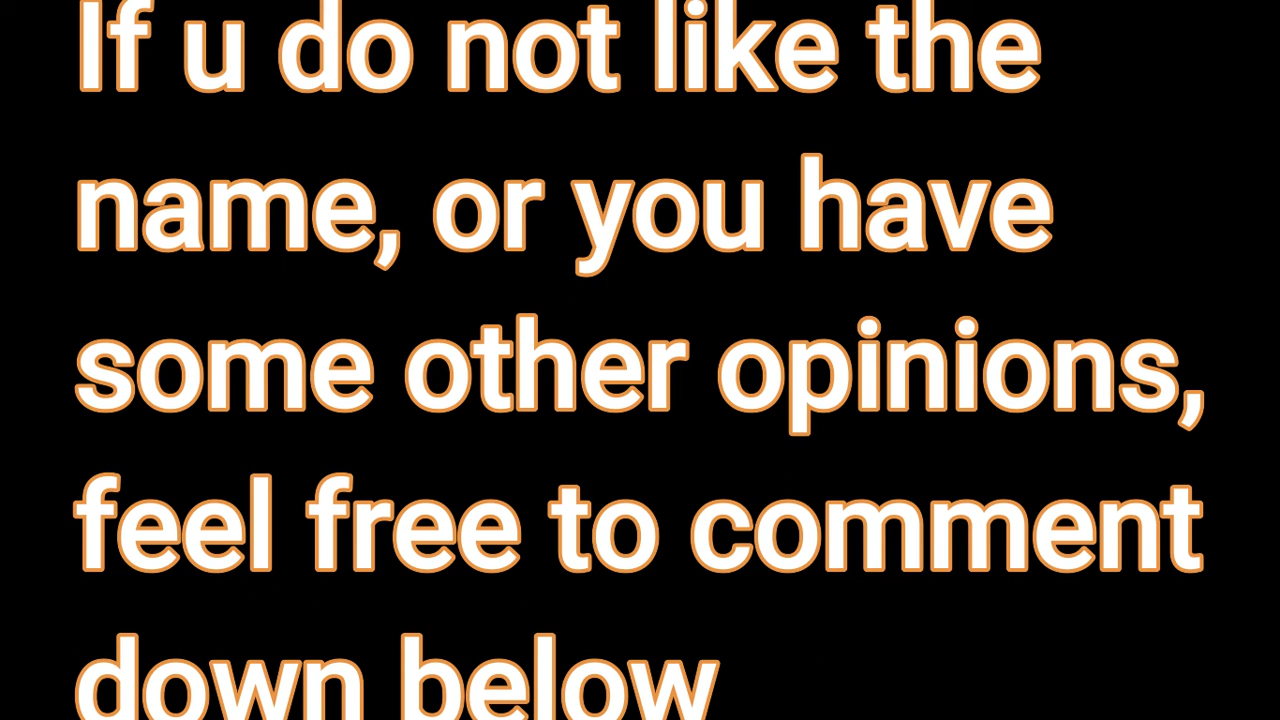 If u do not like the
name, or you have
some other opinions,
feel free to comment
down below